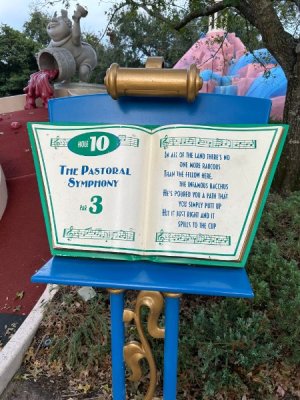 HOLE 10
THE PASTORAL
SYMPHONY
PAR 3
IN ALL OF THE LAND THERE'S NO
ONE MORE RAUCOUS
THAN THE FELLOW HERE,
THE INFAMOUS BACCHUS
HE'S POURED YOU A PATH THAT
YOU SIMPLY PUTT UP
HIT IT JUST RIGHT AND IT
SPILLS TO THE CUP